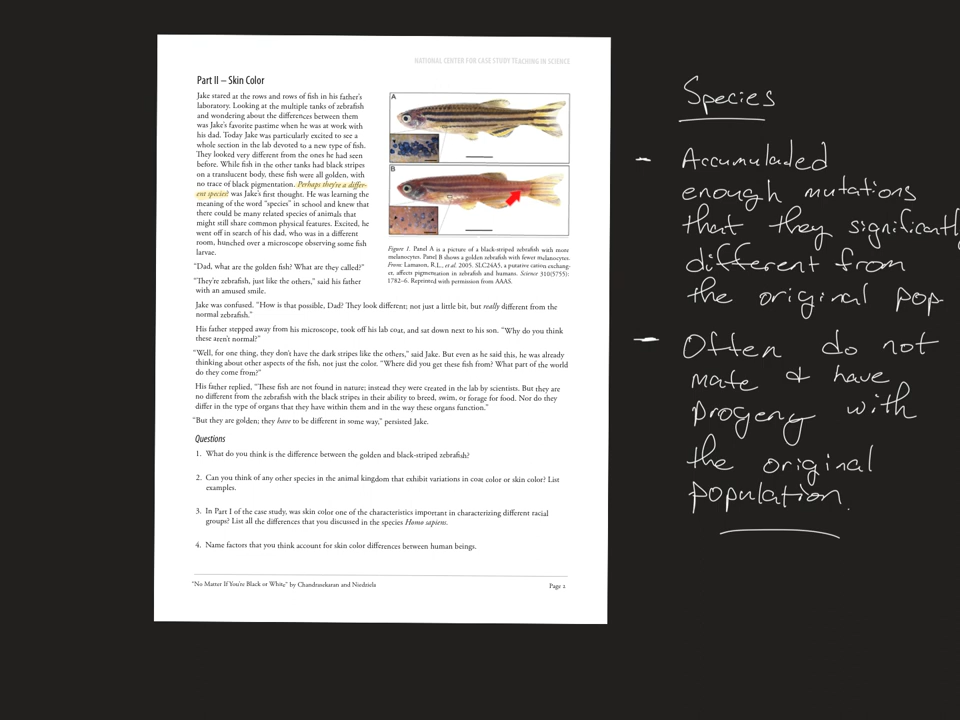 NATIONAL CENTER FOR CASE STUDY TEACHING IN SCIENCE
Part II – Skin Color
Jake stared at the rows and rows of fish in his father's
laboratory. Looking at the multiple tanks of zebrafish
and wondering about the differences between them
was Jake's favorite pastime when he was at work with
his dad. Today Jake was particularly excited to see a
whole section in the lab devoted to a new type of fish.
They looked very different from the ones he had seen
before. While fish in the other tanks had black stripes
on a translucent body, these fish were all golden, with
no trace of black pigmentation. Perhaps they're a differ-
ent species? was Jake's first thought. He was learning the
meaning of the word "species" in school and knew that
there could be many related species of animals that
might still share common physical features. Excited, he
went off in search of his dad, who was in a different
room, hunched over a microscope observing some fish
larvae.
"Dad, what are the golden fish? What are they called?"
"They're zebrafish, just like the others," said his father
with an amused smile.
A
B
Figure 1. Panel A is a picture of a black-striped zebrafish with more
melanocytes. Panel B shows a golden zebrafish with fewer melanocytes.
From: Lamason, R.L., et al. 2005. SLC24A5, a putative cation exchang-
er, affects pigmentation in zebrafish and humans. Science 310(5755):
1782–6. Reprinted with permission from AAAS.
Jake was confused. "How is that possible, Dad? They look different; not just a little bit, but really different from the
normal zebrafish."
His father stepped away from his microscope, took off his lab coat, and sat down next to his son. "Why do you think
these aren't normal?"
"Well, for one thing, they don't have the dark stripes like the others," said Jake. But even as he said this, he was already
thinking about other aspects of the fish, not just the color. "Where did you get these fish from? What part of the world
do they come from?"
His father replied, "These fish are not found in nature; instead they were created in the lab by scientists. But they are
no different from the zebrafish with the black stripes in their ability to breed, swim, or forage for food. Nor do they
differ in the type of organs that they have within them and in the way these organs function."
"But they are golden; they have to be different in some way," persisted Jake.
Questions
1. What do you think is the difference between the golden and black-striped zebrafish?
2. Can you think of any other species in the animal kingdom that exhibit variations in coat color or skin color? List
examples.
3. In Part I of the case study, was skin color one of the characteristics important in characterizing different racial
groups? List all the differences that you discussed in the species Homo sapiens.
4. Name factors that you think account for skin color differences between human beings.
"No Matter If You're Black or White" by Chandrasekaran and Niedziela
Page 2
Species
- Accumuladed
enough mutations
that they significantly
different from
the original pop
- Often do not
mate & have
progeny with
the original
population.